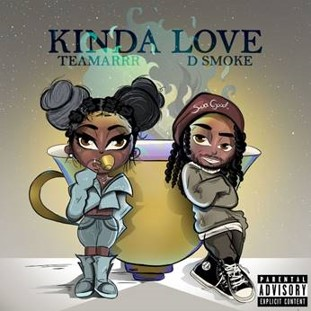 KINDA LOVE
TEAMARRR D SMOKE
PARENTAL
ADVISORY
EXPLICIT CONTENT